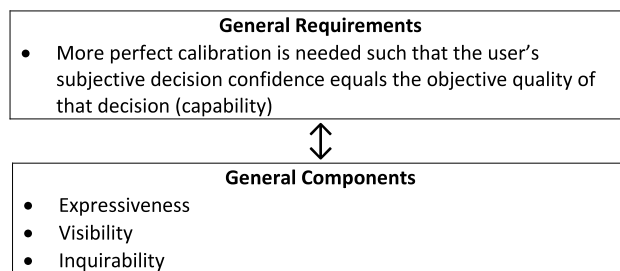 General Requirements
• More perfect calibration is needed such that the user's
subjective decision confidence equals the objective quality of
that decision (capability)
General Components
• Expressiveness
• Visibility
• Inquirability